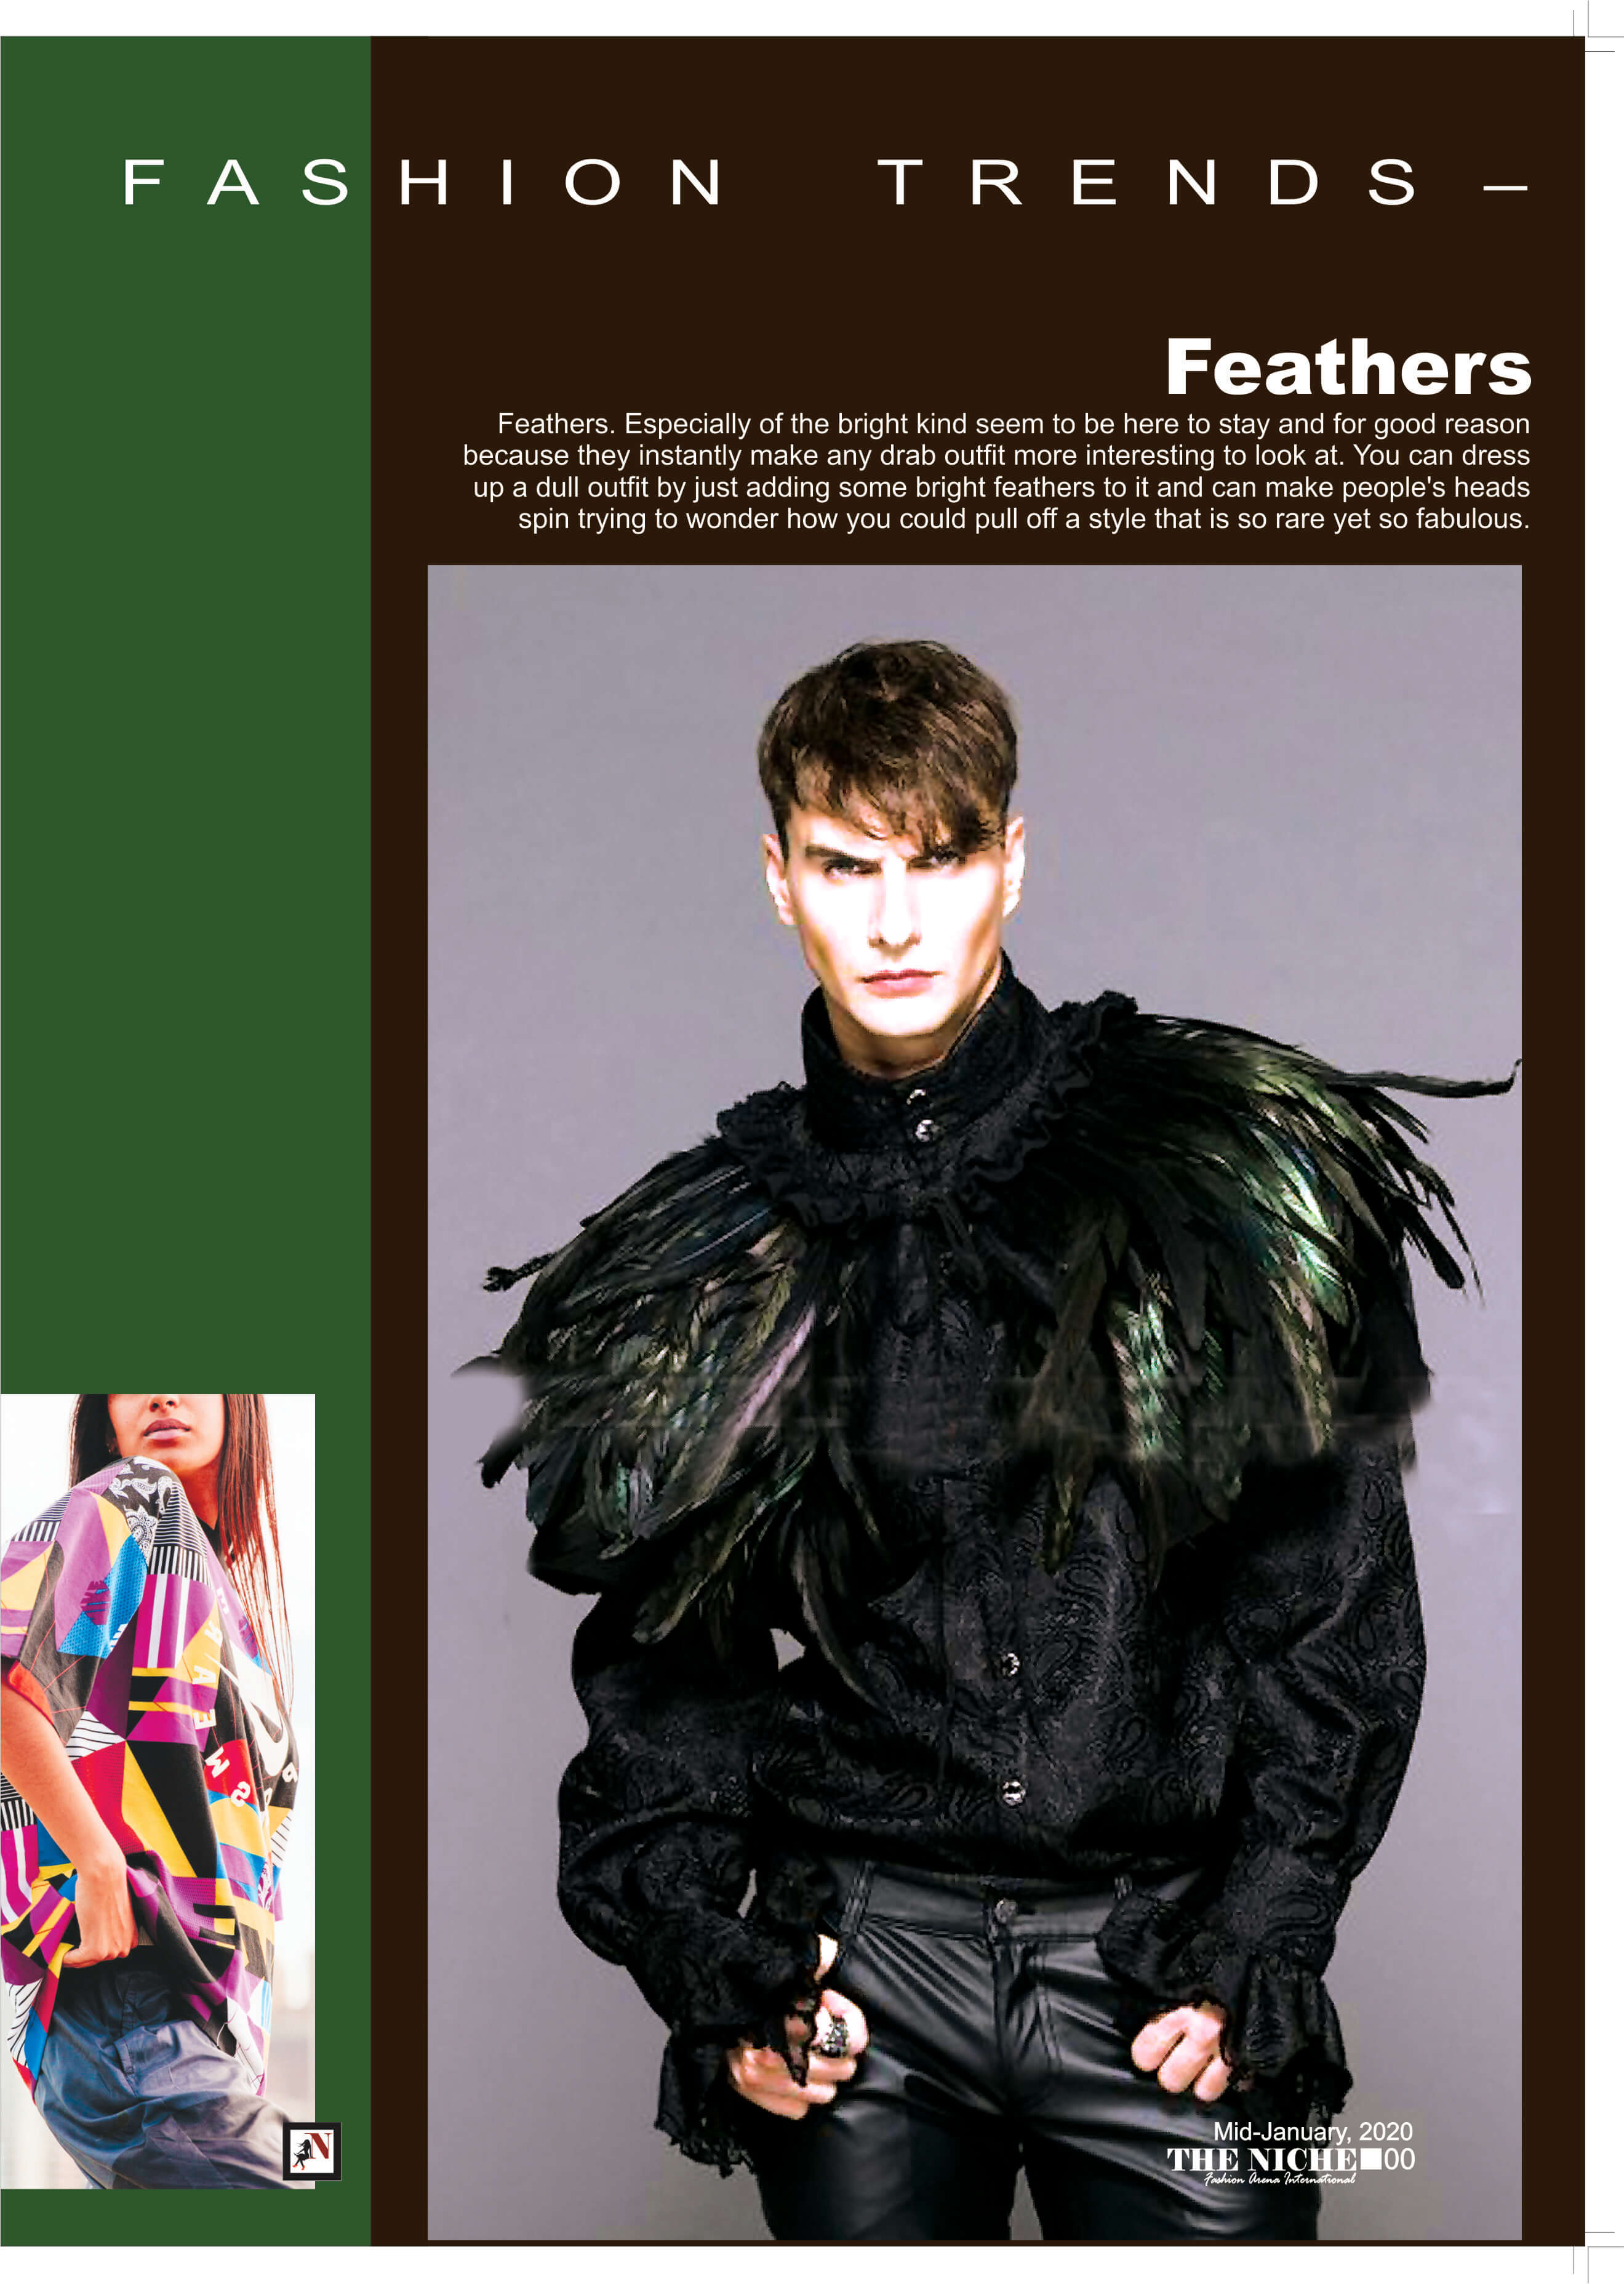 FASHION TRENDS–
Feathers
Feathers. Especially of the bright kind seem to be here to stay and for good reason
because they instantly make any drab outfit more interesting to look at. You can dress
up a dull outfit by just adding some bright feathers to it and can make people's heads
spin trying to wonder how you could pull off a style that is so rare yet so fabulous.
N
Mid-January, 2020
THE NICHE■00
Fashion Arena International